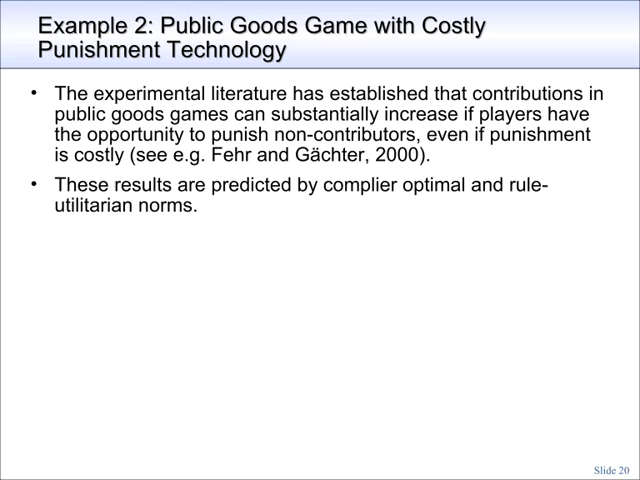 Example 2: Public Goods Game with Costly
Punishment Technology
• The experimental literature has established that contributions in
public goods games can substantially increase if players have
the opportunity to punish non-contributors, even if punishment
is costly (see e.g. Fehr and Gächter, 2000).
• These results are predicted by complier optimal and rule-
utilitarian norms.
Slide 20